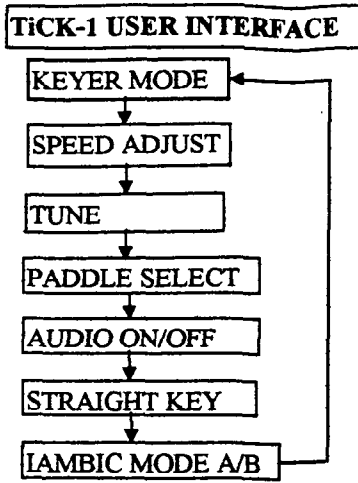 TiCK-1 USER INTERFACE
KEYER MODE
SPEED ADJUST
TUNE
PADDLE SELECT
AUDIO ON/OFF
STRAIGHT KEY
IAMBIC MODE A/B